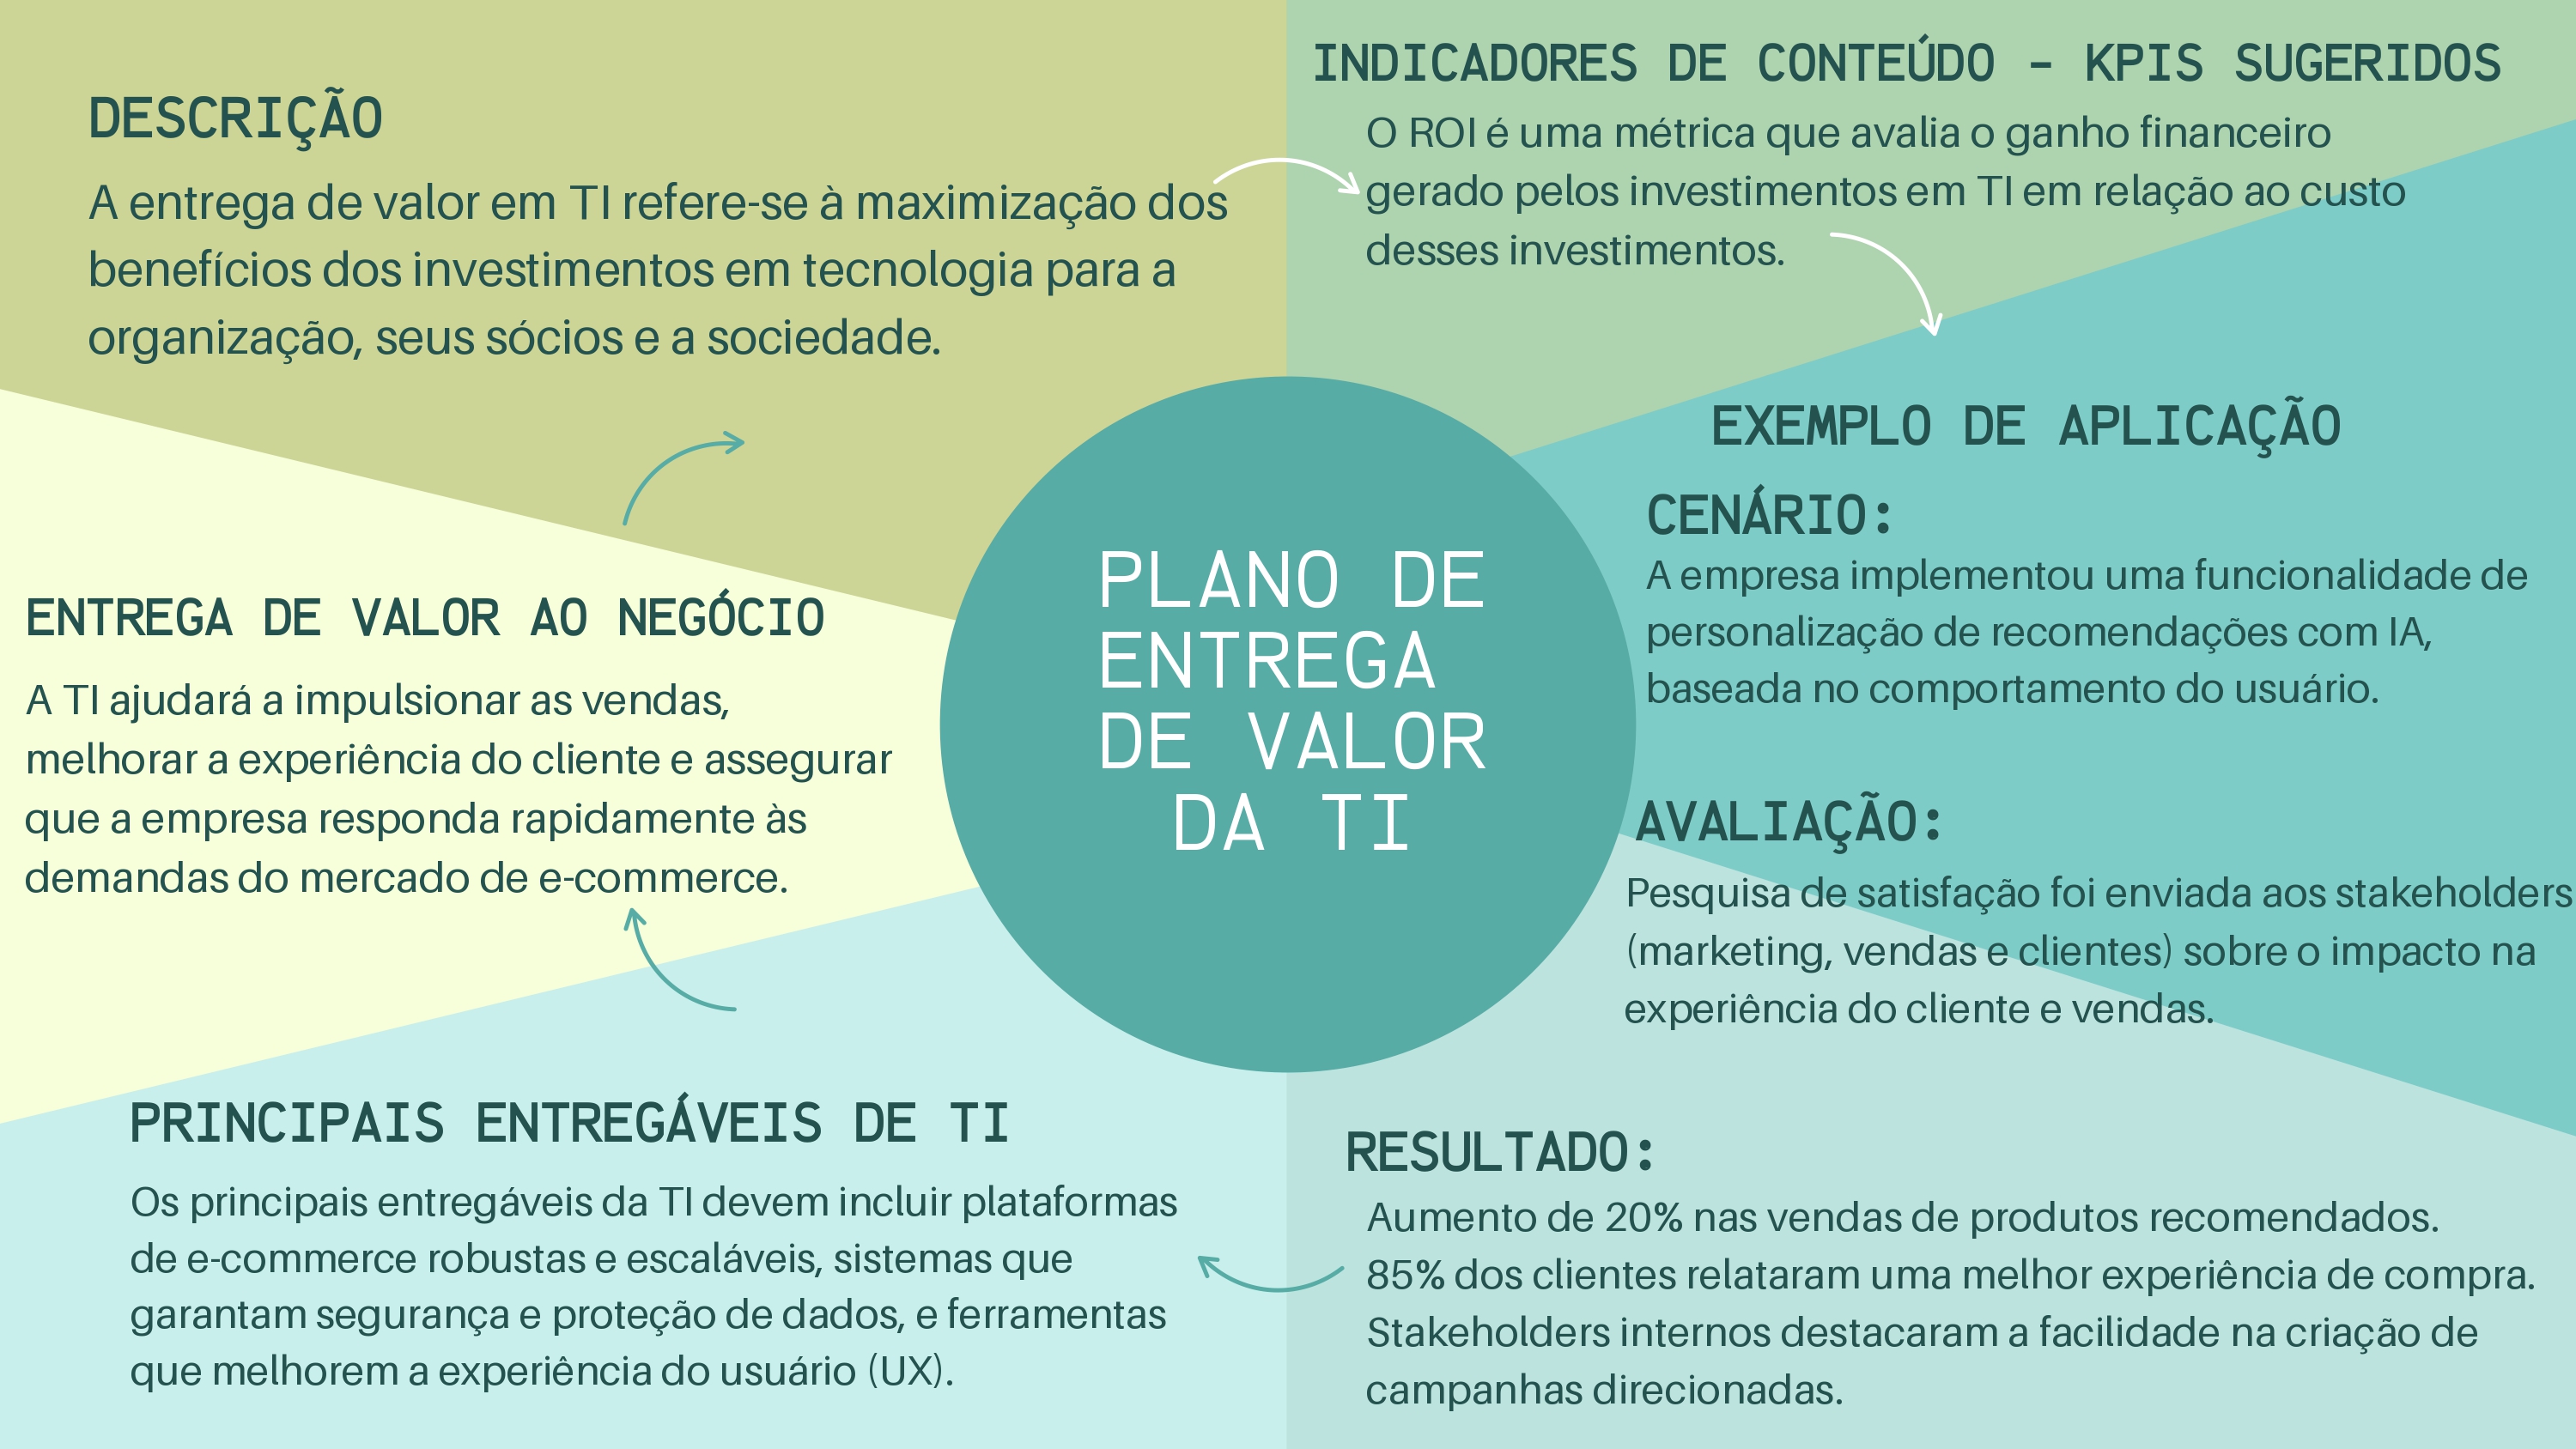 DESCRIÇÃO
A entrega de valor em TI refere-se à maximização dos
benefícios dos investimentos em tecnologia para a
organização, seus sócios e a sociedade.
INDICADORES DE CONTEÚDO - KPIS SUGERIDOS
O ROI é uma métrica que avalia o ganho financeiro
gerado pelos investimentos em TI em relação ao custo
desses investimentos.
EXEMPLO DE APLICAÇÃO
CENÁRIO:
A empresa implementou uma funcionalidade de
personalização de recomendações com IA,
baseada no comportamento do usuário.
AVALIAÇÃO:
Pesquisa de satisfação foi enviada aos stakeholders
(marketing, vendas e clientes) sobre o impacto na
experiência do cliente e vendas.
RESULTADO:
Aumento de 20% nas vendas de produtos recomendados.
85% dos clientes relataram uma melhor experiência de compra.
Stakeholders internos destacaram a facilidade na criação de
campanhas direcionadas.
PRINCIPAIS ENTREGÁVEIS DE TI
Os principais entregáveis da TI devem incluir plataformas
de e-commerce robustas e escaláveis, sistemas que
garantam segurança e proteção de dados, e ferramentas
que melhorem a experiência do usuário (UX).
ENTREGA DE VALOR AO NEGÓCIO
A TI ajudará a impulsionar as vendas,
melhorar a experiência do cliente e assegurar
que a empresa responda rapidamente às
demandas do mercado de e-commerce.
PLANO DE
ENTREGA
DE VALOR
DA TI